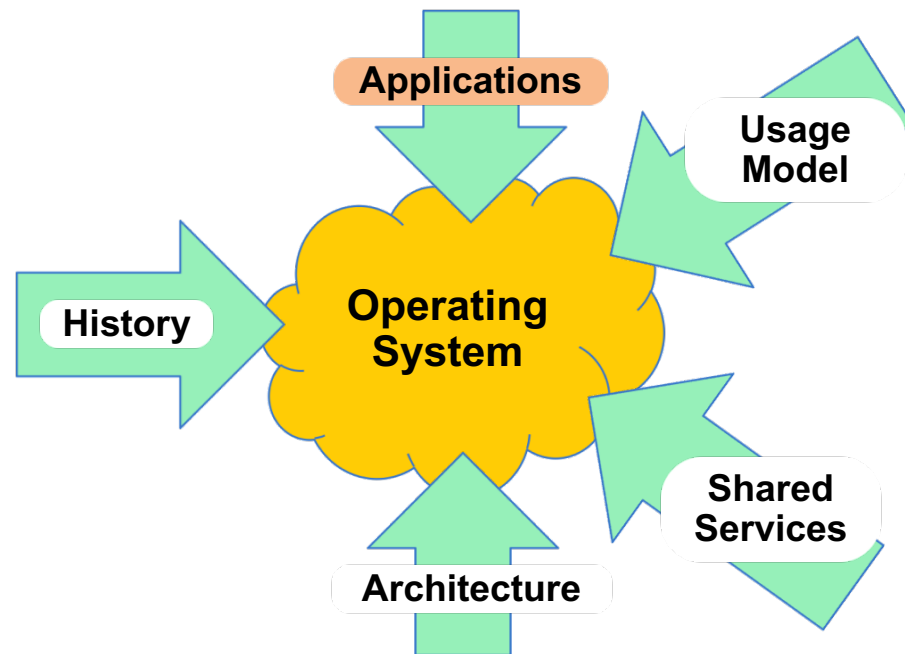 Applications
Usage
Model
History
Operating
System
Shared
Services
Architecture